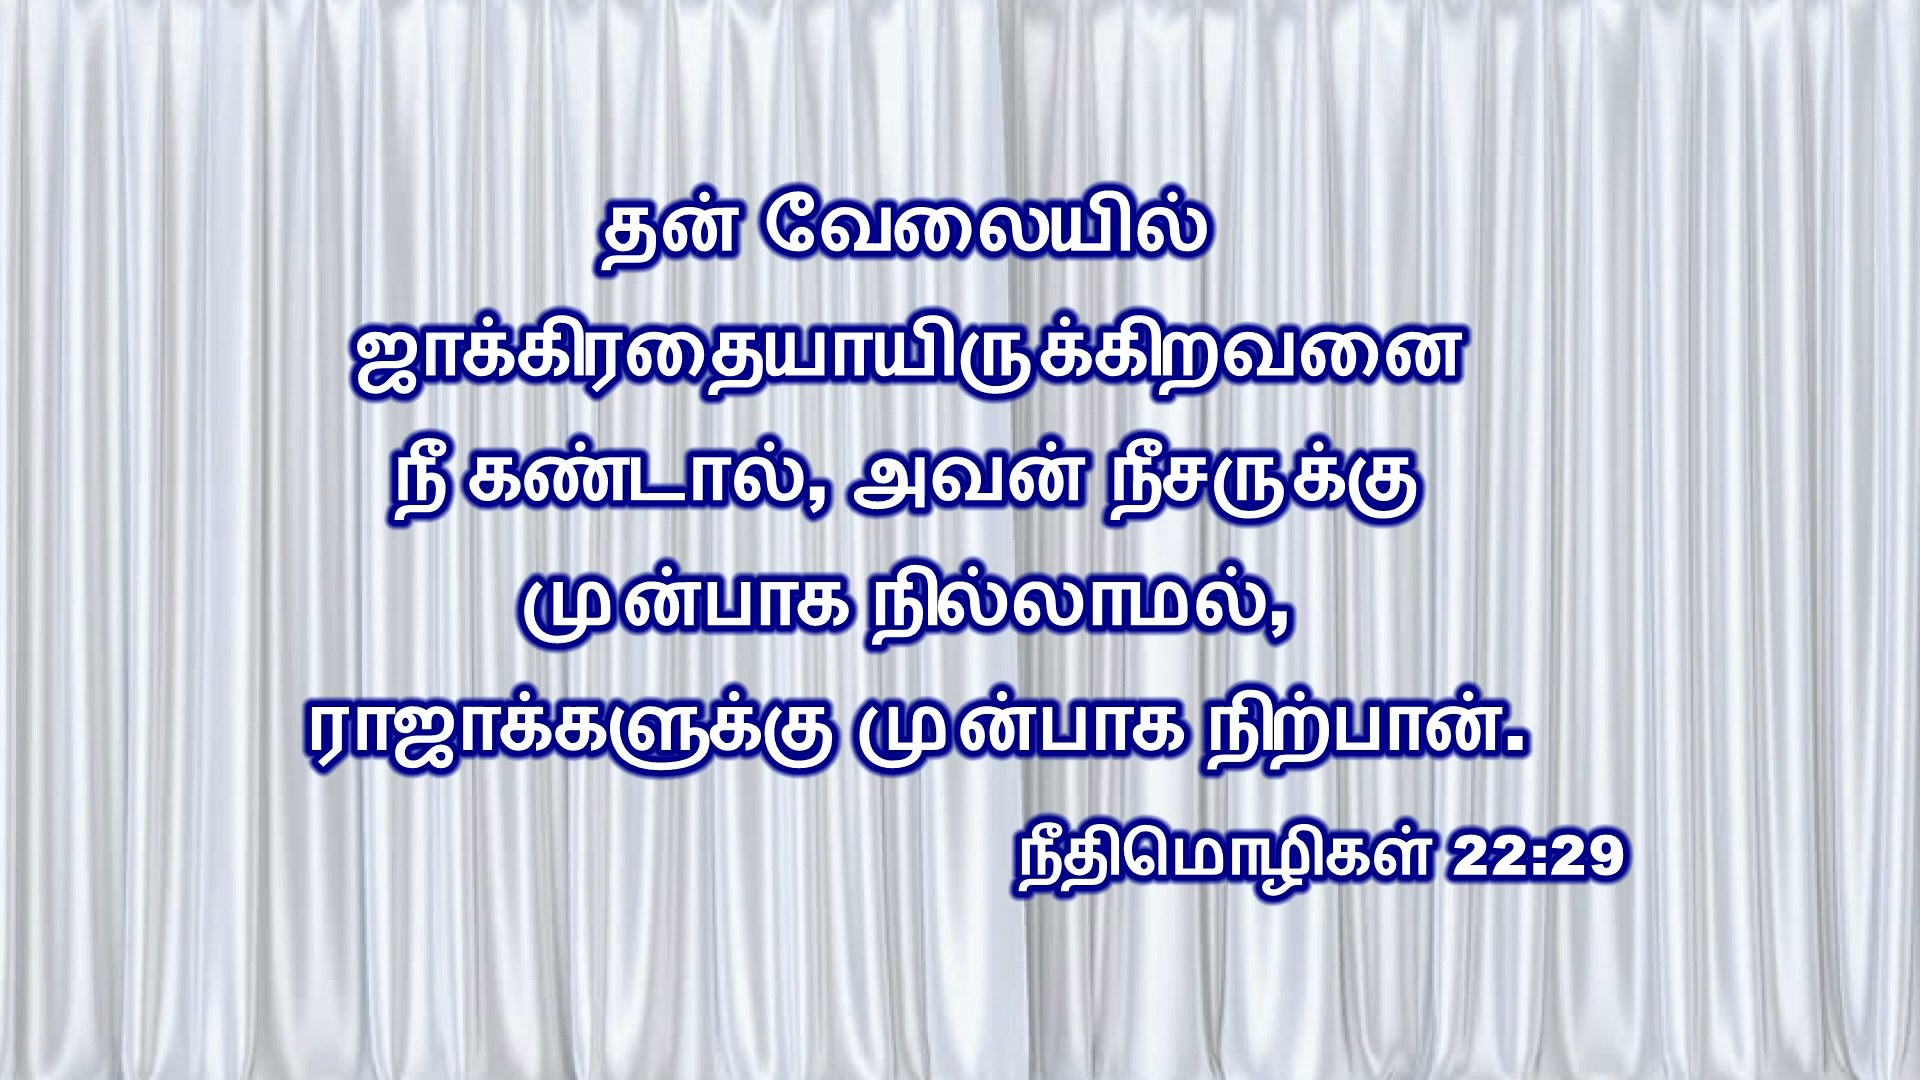 தன் வேலையில்
ஜாக்கிரதையாயிருக்கிறவனை
நீ கண்டால், அவன் நீசருக்கு
முன்பாக நில்லாமல்,
ராஜாக்களுக்கு முன்பாக நிற்பான்.
நீதிமொழிகள் 22:29